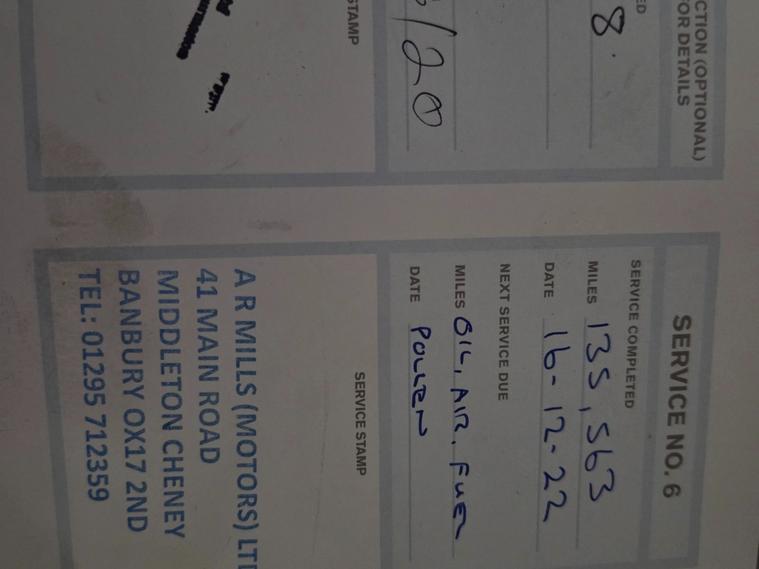 CTION (OPTIONAL)
OR DETAILS
ED
8.
/20
STAMP
SERVICE NO. 6
SERVICE COMPLETED
MILES 135,563
DATE 16-12-22
NEXT SERVICE DUE
MILES OIL, AIR, FUEL
DATE POLLEN
SERVICE STAMP
A R MILLS (MOTORS) LT
41 MAIN ROAD
MIDDLETON CHENEY
BANBURY OX17 2ND
TEL: 01295 712359